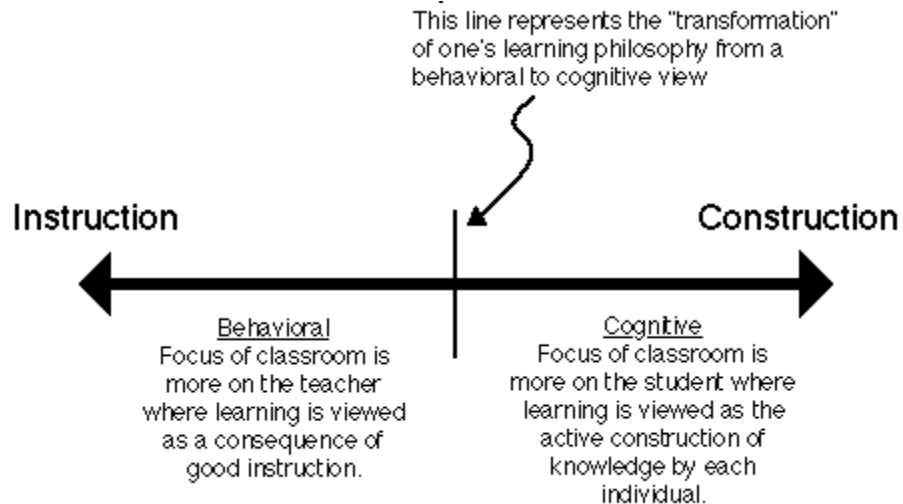 This line represents the "transformation"
of one's learning philosophy from a
behavioral to cognitive view
Instruction
Construction
Behavioral
Focus of classroom is
more on the teacher
where learning is viewed
as a consequence of
good instruction.
Cognitive
Focus of classroom is
more on the student where
learning is viewed as the
active construction of
knowledge by each
individual.